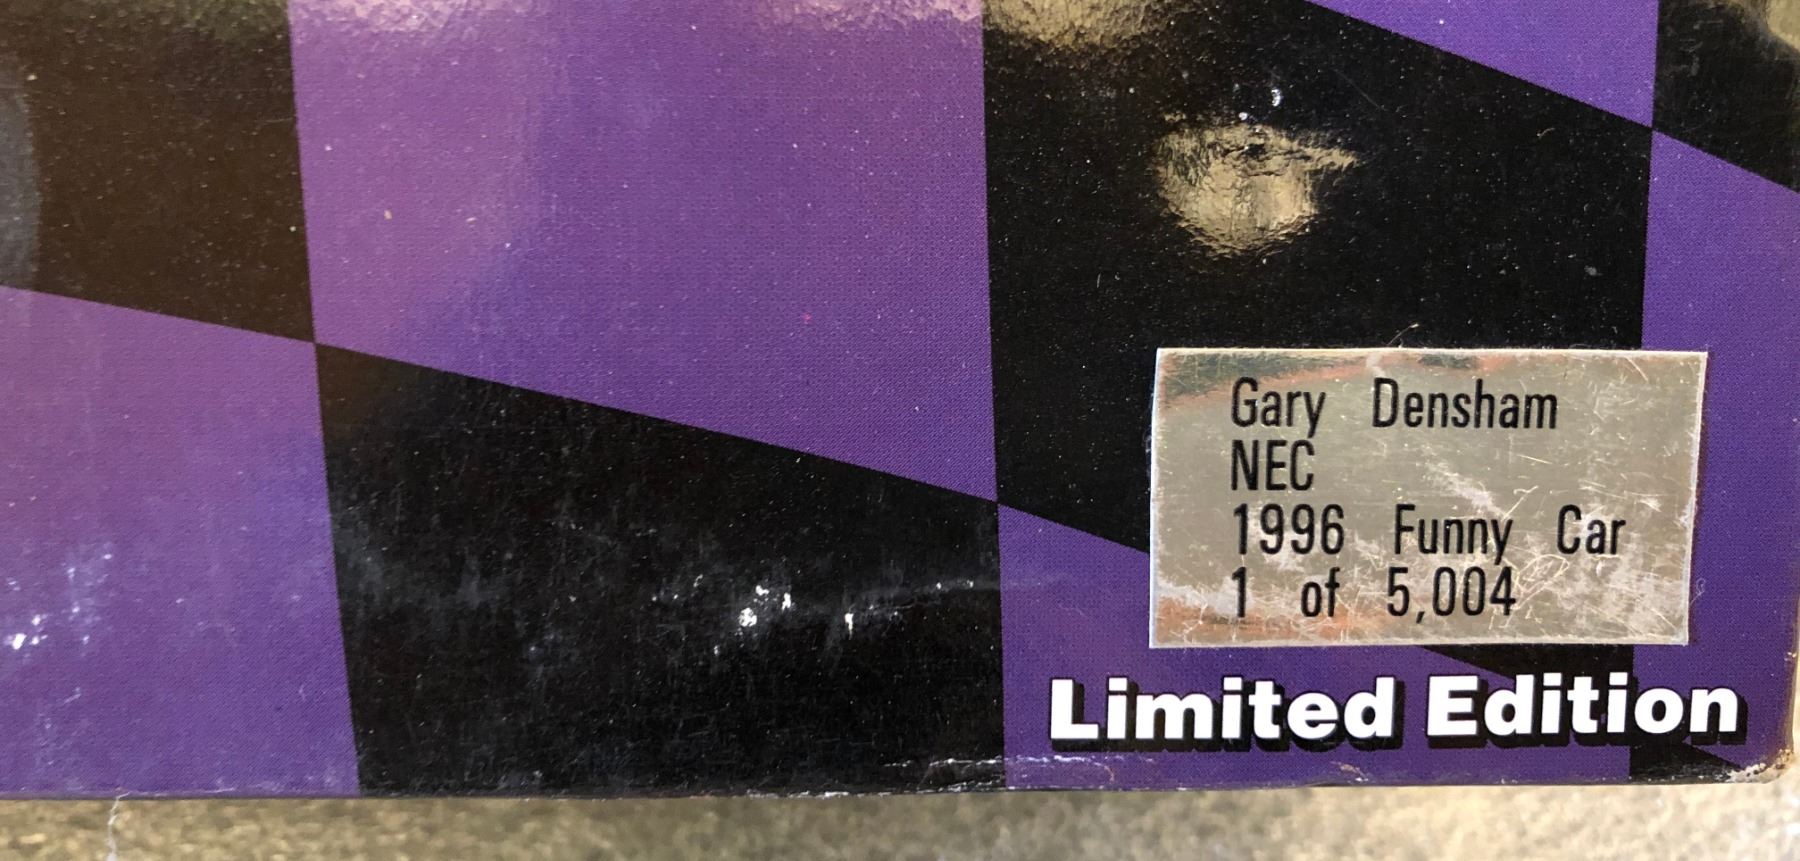 Gary Densham
NEC
1996 Funny Car
1 of 5,004
Limited Edition